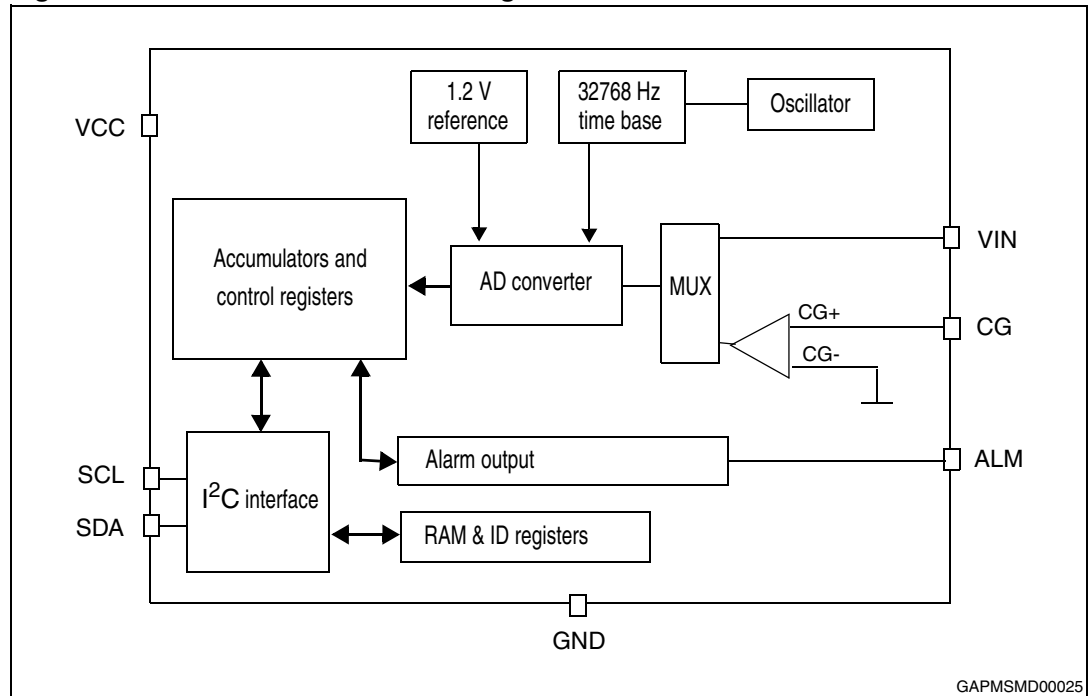 1.2 V
reference
32768 Hz
time base
Oscillator
VCC
Accumulators and
control registers
AD converter
MUX
VIN
CG+
CG
CG-
Alarm output
ALM
SCL
I²C interface
SDA
RAM & ID registers
GND
GAPMSMD00025